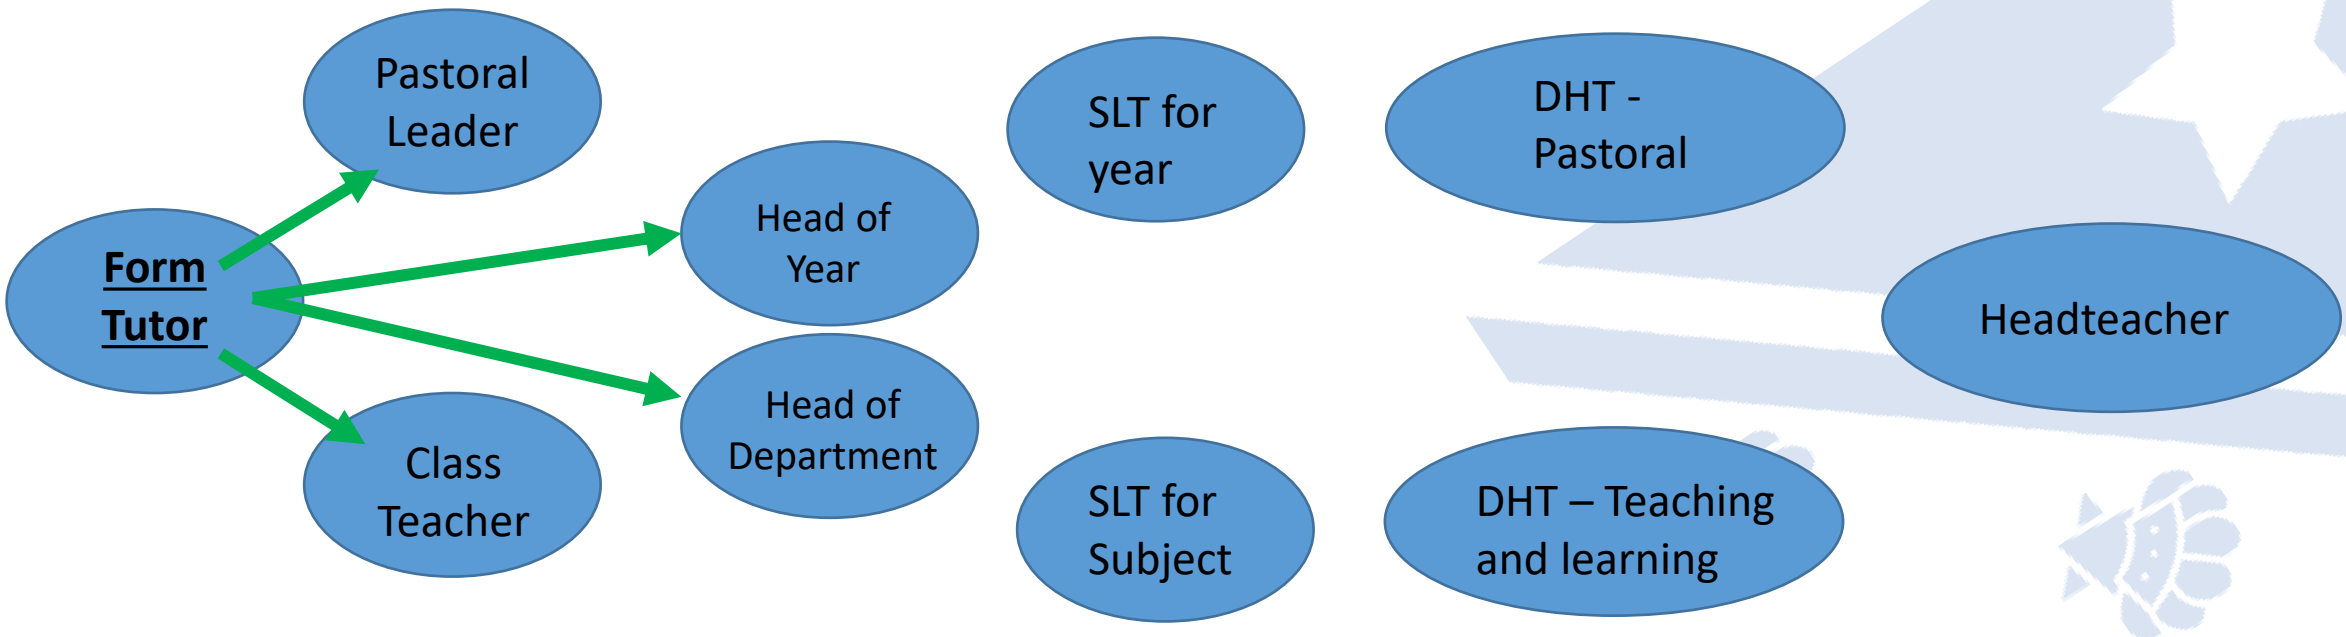 Pastoral
Leader
Form
Tutor
Class
Teacher
Head of
Year
Head of
Department
SLT for
year
SLT for
Subject
DHT -
Pastoral
DHT – Teaching
and learning
Headteacher